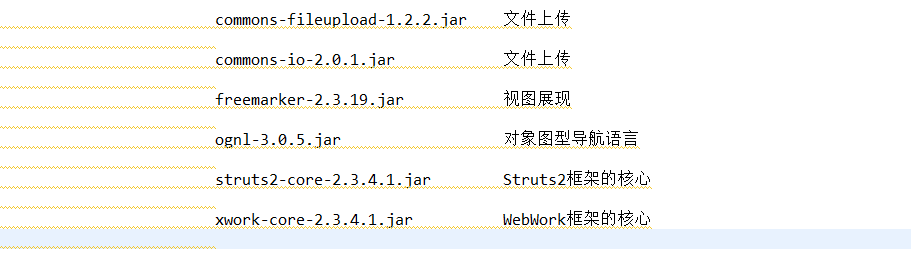 commons-fileupload-1.2.2.jar 文件上传
commons-io-2.0.1.jar 文件上传
freemarker-2.3.19.jar 视图展现
ognl-3.0.5.jar 对象图型导航语言
struts2-core-2.3.4.1.jar Struts2框架的核心
xwork-core-2.3.4.1.jar WebWork框架的核心